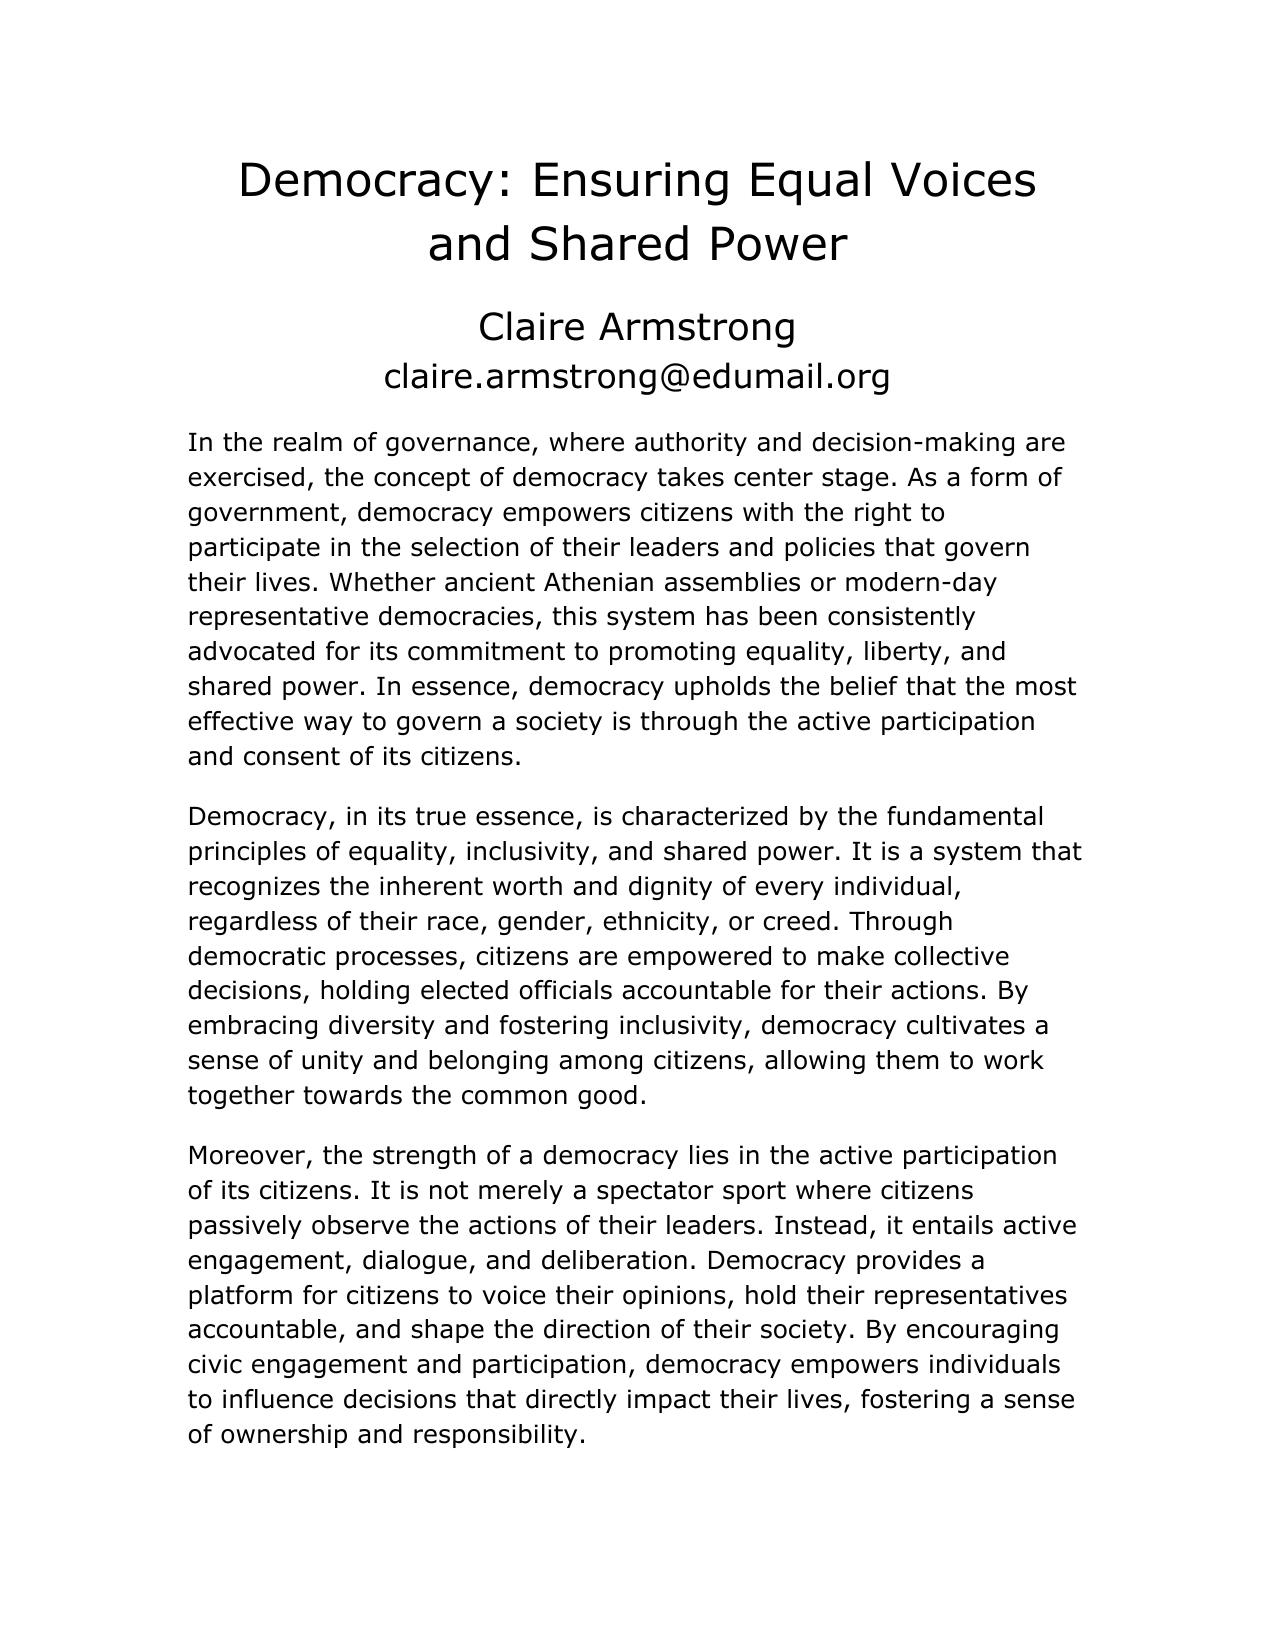 Democracy: Ensuring Equal Voices
and Shared Power
Claire Armstrong
claire.armstrong@edumail.org
In the realm of governance, where authority and decision-making are
exercised, the concept of democracy takes center stage. As a form of
government, democracy empowers citizens with the right to
participate in the selection of their leaders and policies that govern
their lives. Whether ancient Athenian assemblies or modern-day
representative democracies, this system has been consistently
advocated for its commitment to promoting equality, liberty, and
shared power. In essence, democracy upholds the belief that the most
effective way to govern a society is through the active participation
and consent of its citizens.
Democracy, in its true essence, is characterized by the fundamental
principles of equality, inclusivity, and shared power. It is a system that
recognizes the inherent worth and dignity of every individual,
regardless of their race, gender, ethnicity, or creed. Through
democratic processes, citizens are empowered to make collective
decisions, holding elected officials accountable for their actions. By
embracing diversity and fostering inclusivity, democracy cultivates a
sense of unity and belonging among citizens, allowing them to work
together towards the common good.
Moreover, the strength of a democracy lies in the active participation
of its citizens. It is not merely a spectator sport where citizens
passively observe the actions of their leaders. Instead, it entails active
engagement, dialogue, and deliberation. Democracy provides a
platform for citizens to voice their opinions, hold their representatives
accountable, and shape the direction of their society. By encouraging
civic engagement and participation, democracy empowers individuals
to influence decisions that directly impact their lives, fostering a sense
of ownership and responsibility.